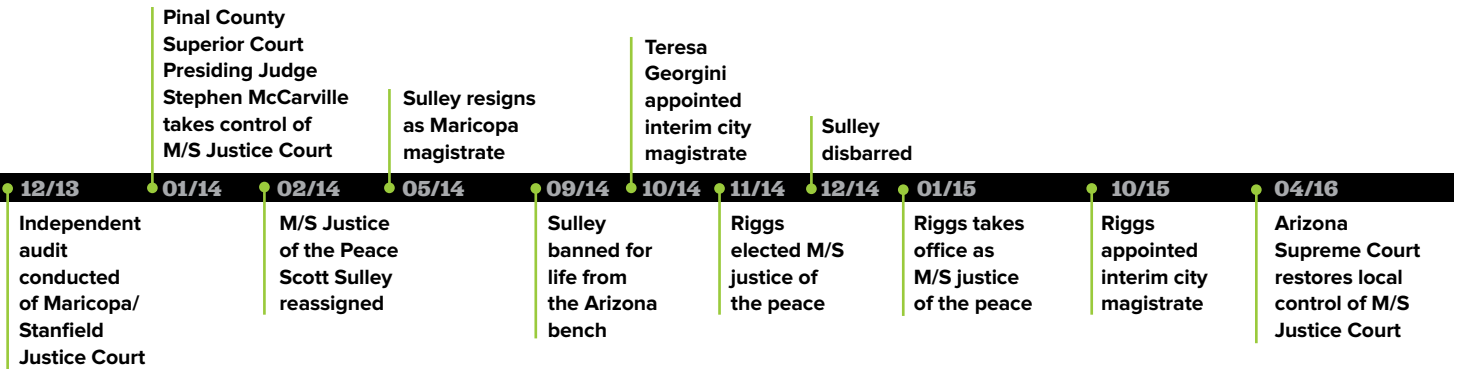 Pinal County
Superior Court
Presiding Judge
Stephen McCarville
takes control of
M/S Justice Court
Sulley resigns
as Maricopa
magistrate
Teresa
Georgini
appointed
interim city
magistrate
Sulley
disbarred
12/13 01/14 02/14 05/14 09/14 10/14 11/14 12/14 01/15 10/15 04/16
Independent
audit
conducted
of Maricopa/
Stanfield
Justice Court
M/S Justice
of the Peace
Scott Sulley
reassigned
Sulley
banned for
life from
the Arizona
bench
Riggs
elected M/S
justice of
the peace
Riggs takes
office as
M/S justice
of the peace
Riggs
appointed
interim city
magistrate
Arizona
Supreme Court
restores local
control of M/S
Justice Court